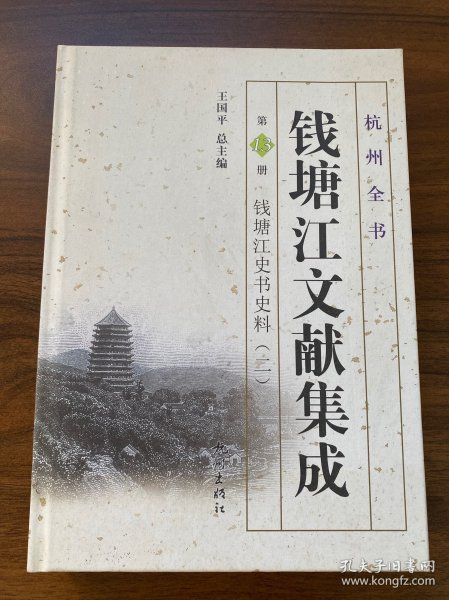 杭州全书
钱塘江文献集成
第13册 钱塘江史书史料(二)
王国平 总主编
杭州出版社
孔夫子旧书网
www.kongfz.com